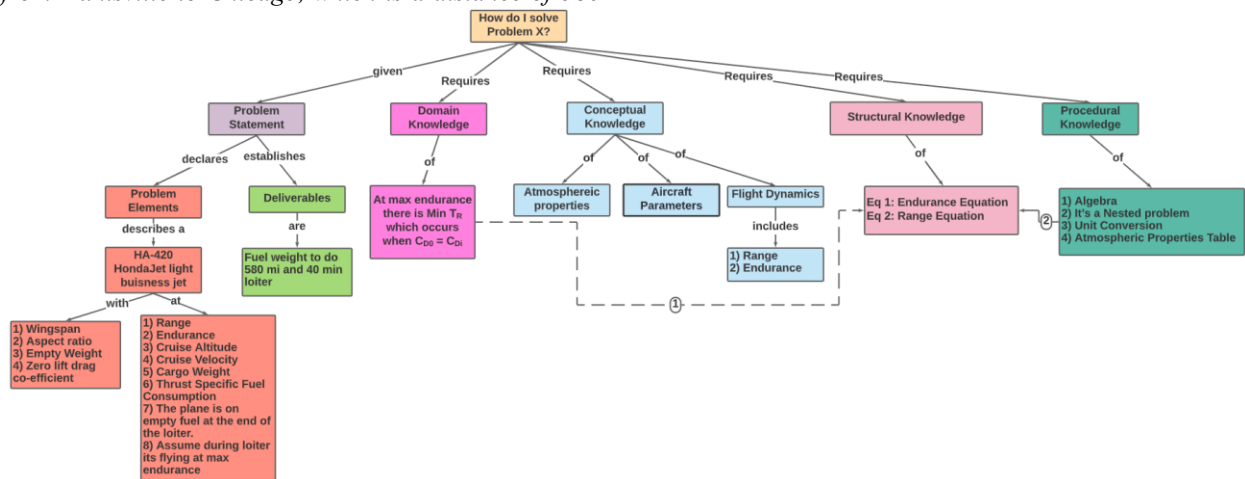 How do I solve
Problem X?
given
Requires
Requires
Requires
Requires
Problem
Statement
Domain
Knowledge
Conceptual
Knowledge
Structural Knowledge
Procedural
Knowledge
declares
establishes
of
of
of
of
of
of
Problem
Elements
Deliverables
At max endurance
there is Min TR
which occurs
when CD0 = CDi
Atmosphereic
properties
Aircraft
Parameters
Flight Dynamics
Eq 1: Endurance Equation
Eq 2: Range Equation
2
1) Algebra
2) It's a Nested problem
3) Unit Conversion
4) Atmospheric Properties Table
describes a
are
includes
HA-420
HondaJet light
buisness jet
Fuel weight to do
580 mi and 40 min
loiter
1) Range
2) Endurance
with
at
1
1) Wingspan
2) Aspect ratio
3) Empty Weight
4) Zero lift drag
co-efficient
1) Range
2) Endurance
3) Cruise Altitude
4) Cruise Velocity
5) Cargo Weight
6) Thrust Specific Fuel
Consumption
7) The plane is on
empty fuel at the end of
the loiter.
8) Assume during loiter
its flying at max
endurance